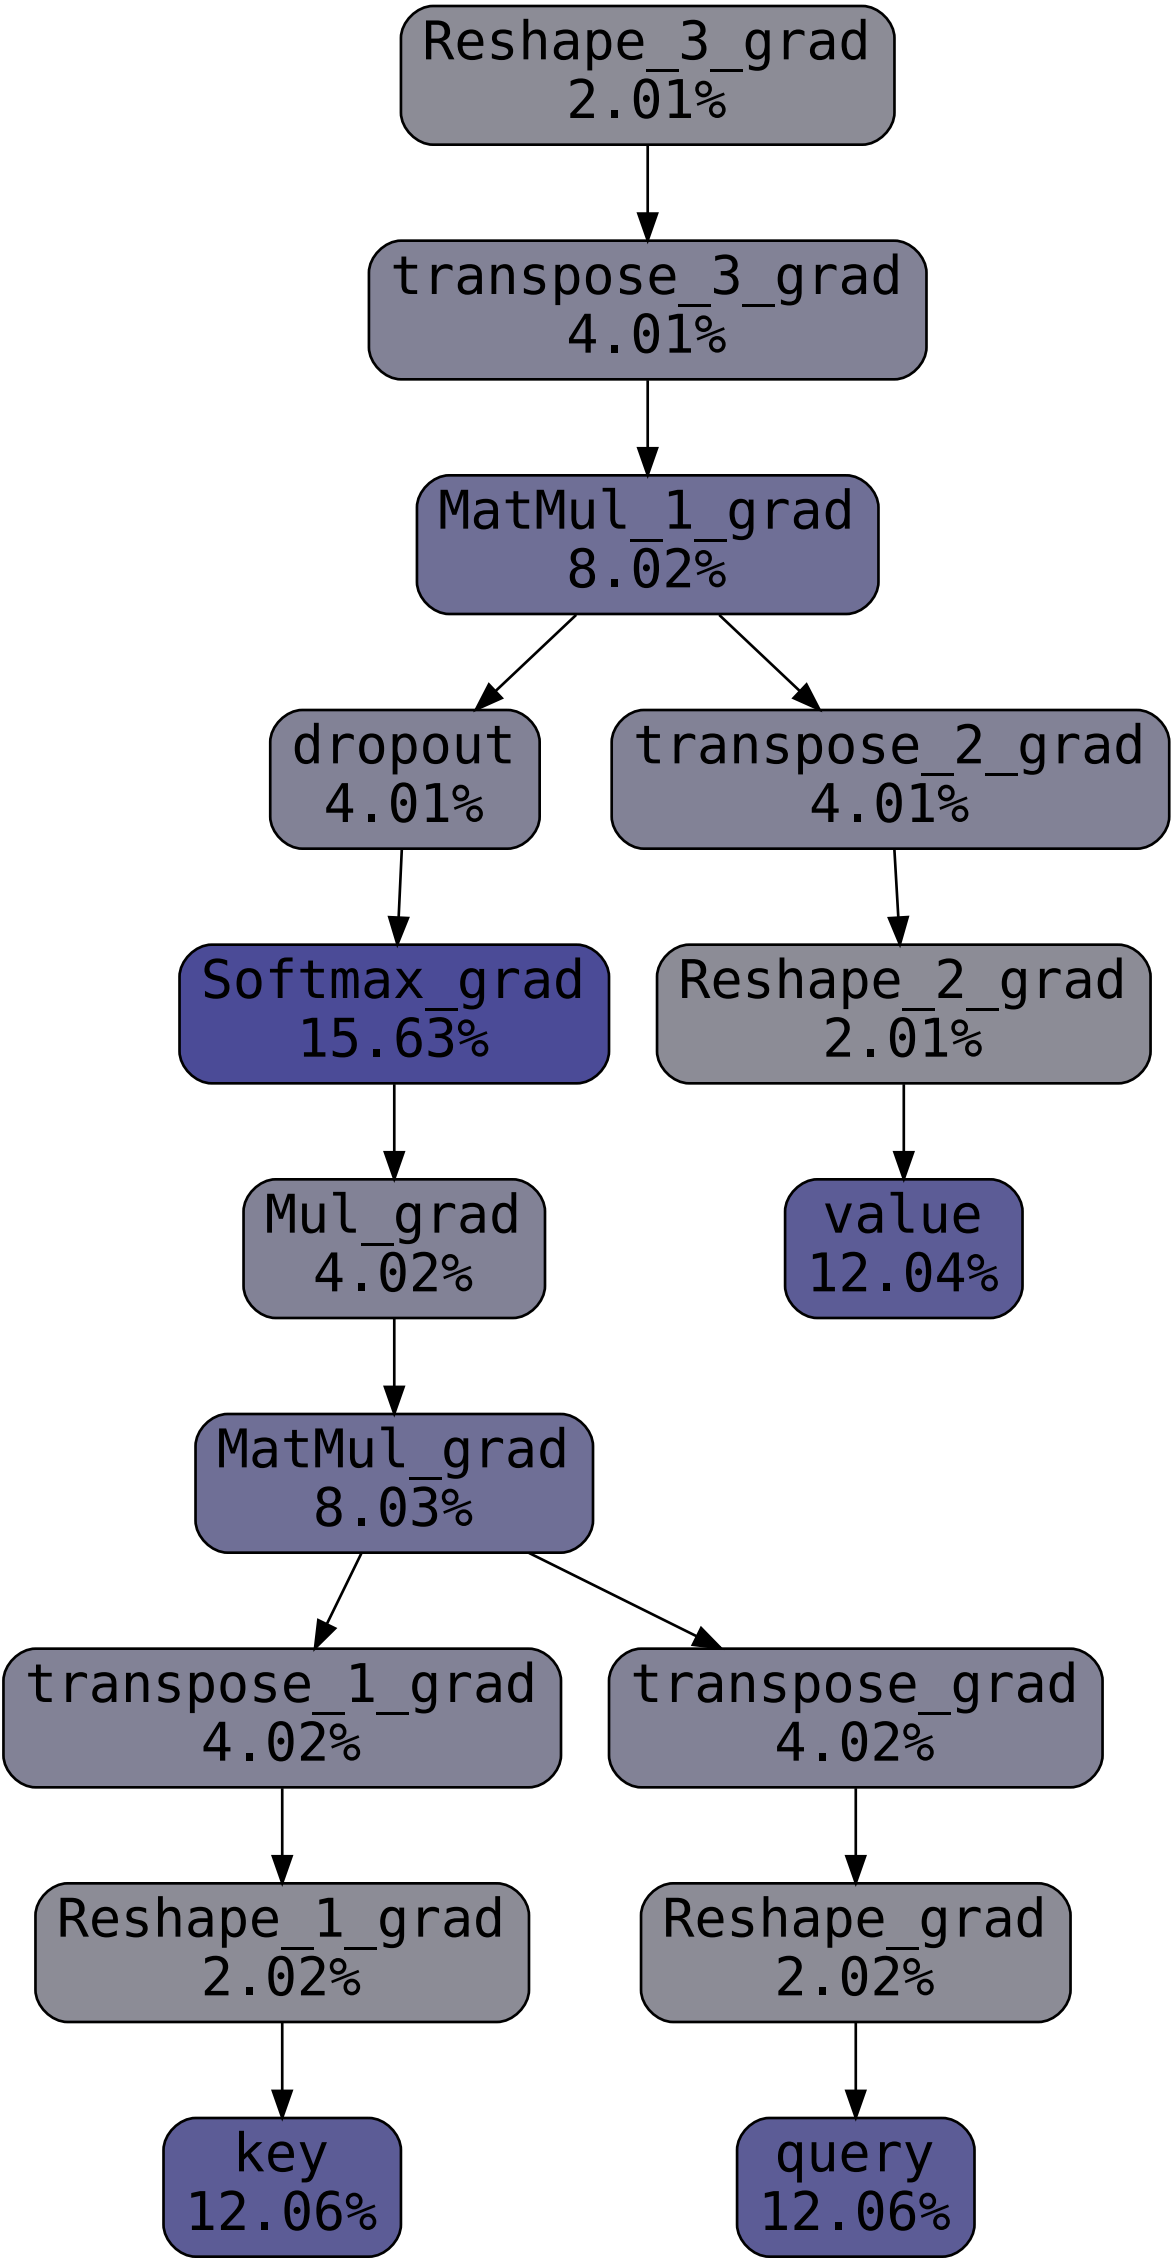 Reshape_3_grad
2.01%
transpose_3_grad
4.01%
MatMul_1_grad
8.02%
dropout
4.01%
transpose_2_grad
4.01%
Softmax_grad
15.63%
Reshape_2_grad
2.01%
Mul_grad
4.02%
value
12.04%
MatMul_grad
8.03%
transpose_1_grad
4.02%
transpose_grad
4.02%
Reshape_1_grad
2.02%
Reshape_grad
2.02%
key
12.06%
query
12.06%